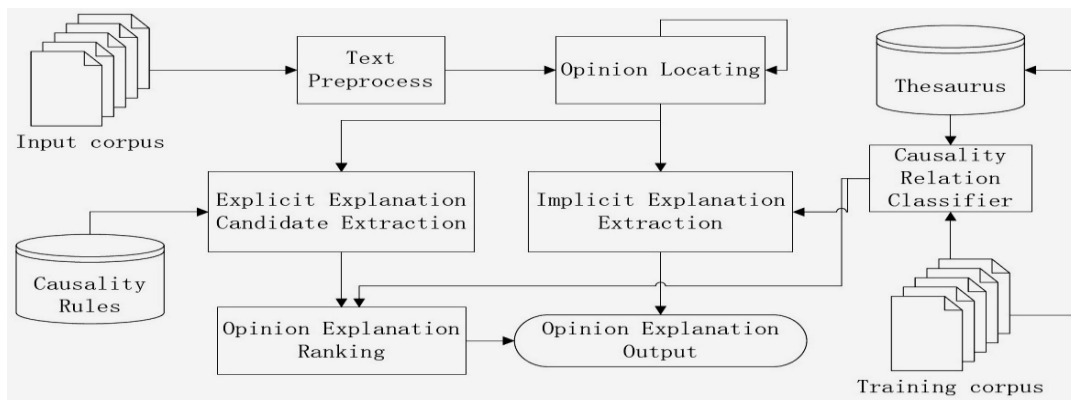 Input corpus
Text
Preprocess
Opinion Locating
Thesaurus
Explicit Explanation
Candidate Extraction
Implicit Explanation
Extraction
Causality
Relation
Classifier
Causality
Rules
Opinion Explanation
Ranking
Opinion Explanation
Output
Training corpus